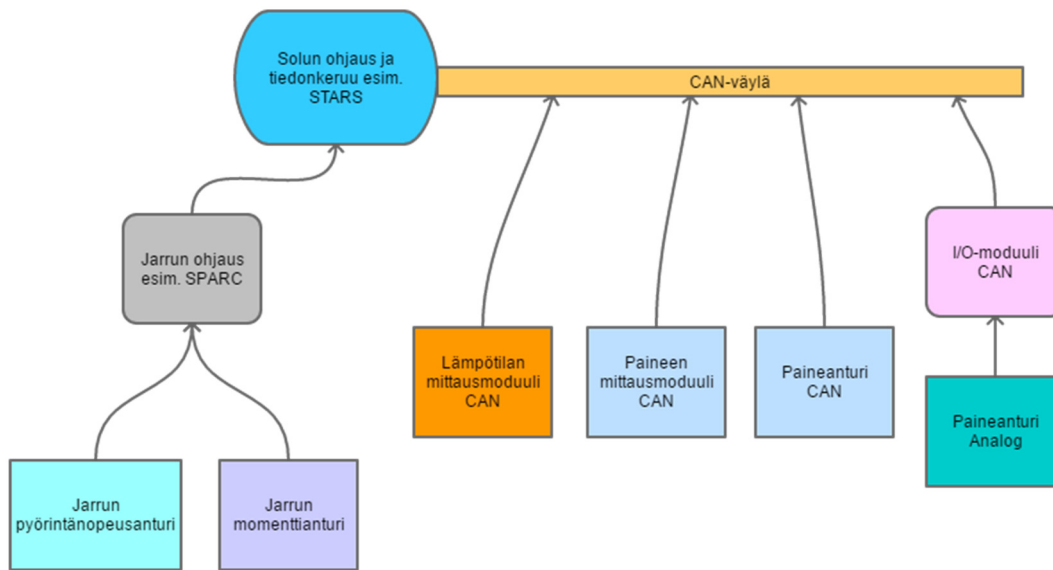 Solun ohjaus ja
tiedonkeruu esim.
STARS
CAN-väylä
Jarrun ohjaus
esim. SPARC
I/O-moduuli
CAN
Lämpötilan
mittausmoduuli
CAN
Paineen
mittausmoduuli
CAN
Paineanturi
CAN
Paineanturi
Analog
Jarrun
pyörintänopeusanturi
Jarrun
momenttianturi